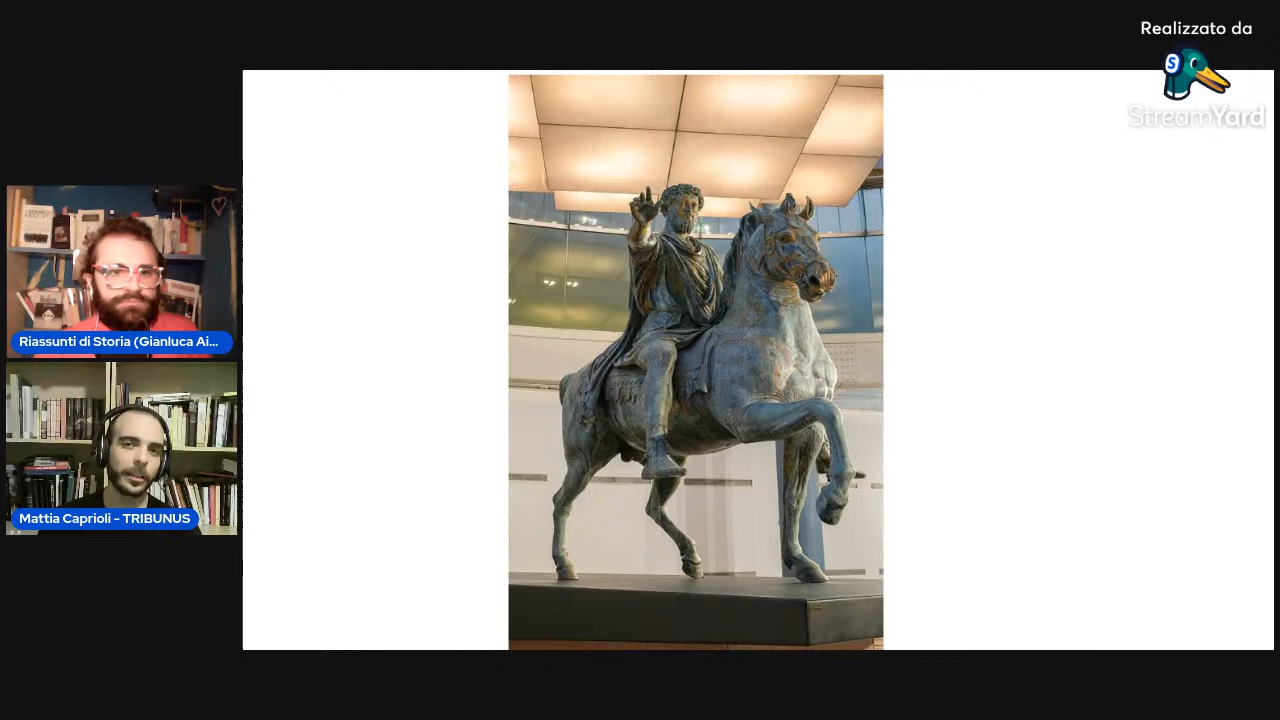 Realizzato da
StreamYard
Riassunti di Storia (Gianluca Ai...
Mattia Caprioli - TRIBUNUS